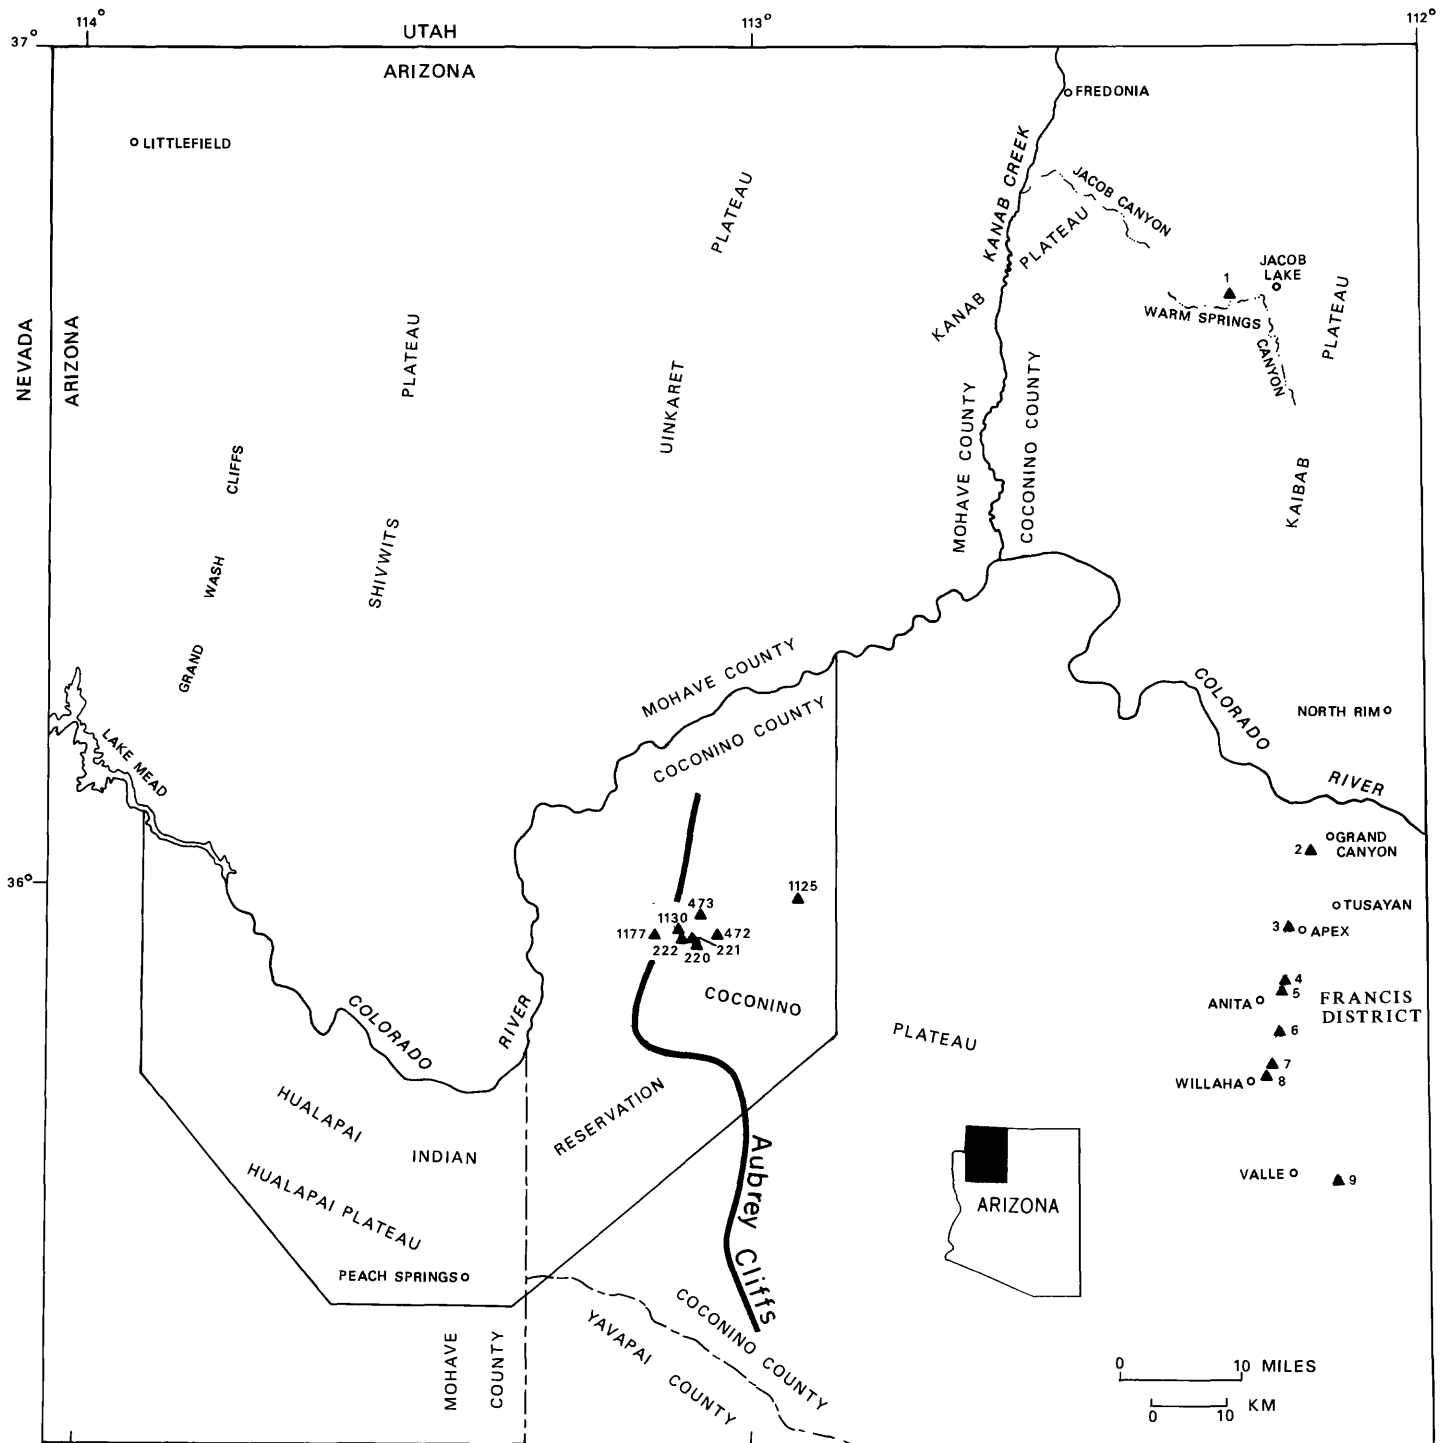 114°
113°
112°
37°
UTAH
ARIZONA
FREDONIA
LITTLEFIELD
KANAB CREEK
JACOB CANYON
PLATEAU
PLATEAU
JACOB
LAKE
1
WARM SPRINGS
CANYON
PLATEAU
KANAB
NEVADA
ARIZONA
PLATEAU
UINKARET
MOHAVE COUNTY
COCONINO COUNTY
KAIBAB
CLIFFS
WASH
GRAND
SHIVWITS
MOHAVE COUNTY
COCONINO COUNTY
COLORADO
RIVER
NORTH RIM
LAKE MEAD
GRAND
CANYON
2
36°
1125
473
1130
1177
472
222
221
220
TUSAYAN
3
APEX
4
5
ANITA
FRANCIS
DISTRICT
6
7
8
WILLAHA
COCONINO
PLATEAU
COLORADO
RIVER
HUALAPAI
INDIAN
RESERVATION
HUALAPAI PLATEAU
Aubrey Cliffs
ARIZONA
VALLE
9
PEACH SPRINGS
MOHAVE
COUNTY
COCONINO COUNTY
YAVAPAI
COUNTY
0
10 MILES
0
10
KM
113°